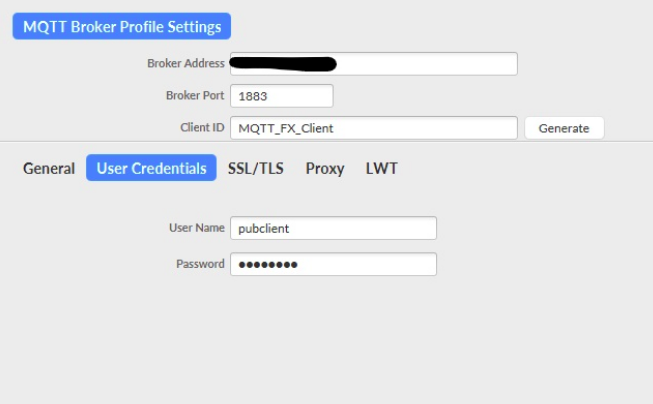 MQTT Broker Profile Settings
Broker Address
Broker Port 1883
Client ID MQTT_FX_Client Generate
General User Credentials SSL/TLS Proxy LWT
User Name pubclient
Password ●●●●●●●●